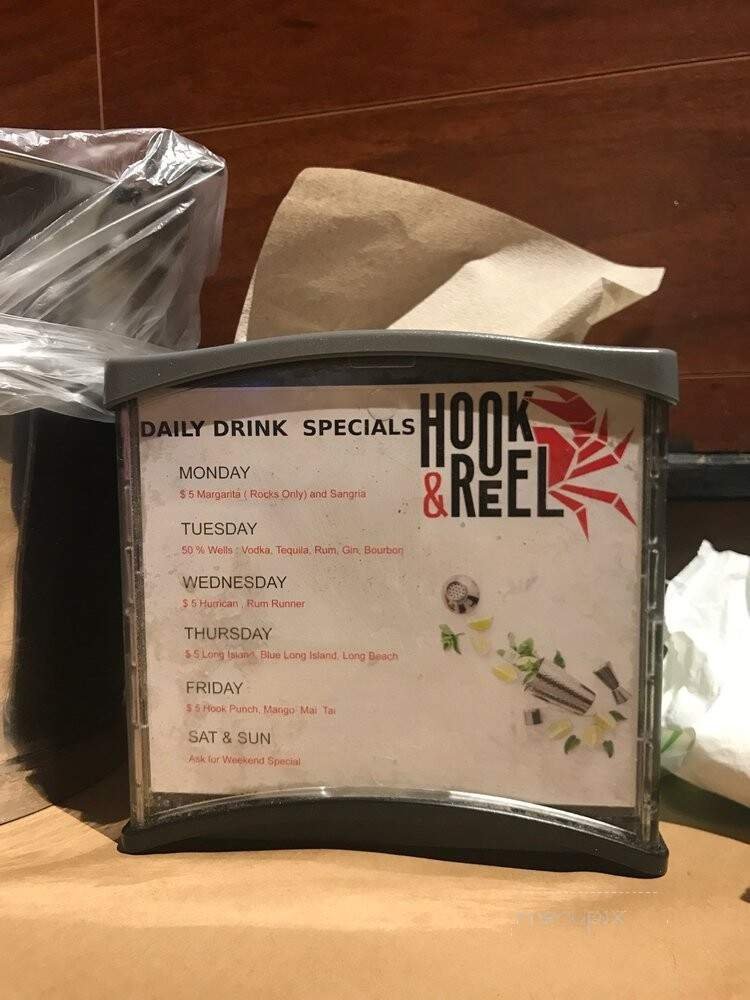 DAILY DRINK SPECIALS
HOOK
& REEL
MONDAY
$ 5 Margarita ( Rocks Only) and Sangria
TUESDAY
50 % Wells : Vodka, Tequila, Rum, Gin, Bourbon
WEDNESDAY
$ 5 Hurrican , Rum Runner
THURSDAY
$ 5 Long Island, Blue Long Island, Long Beach
FRIDAY
$ 5 Hook Punch, Mango Mai Tai
SAT & SUN
Ask for Weekend Special
menupix